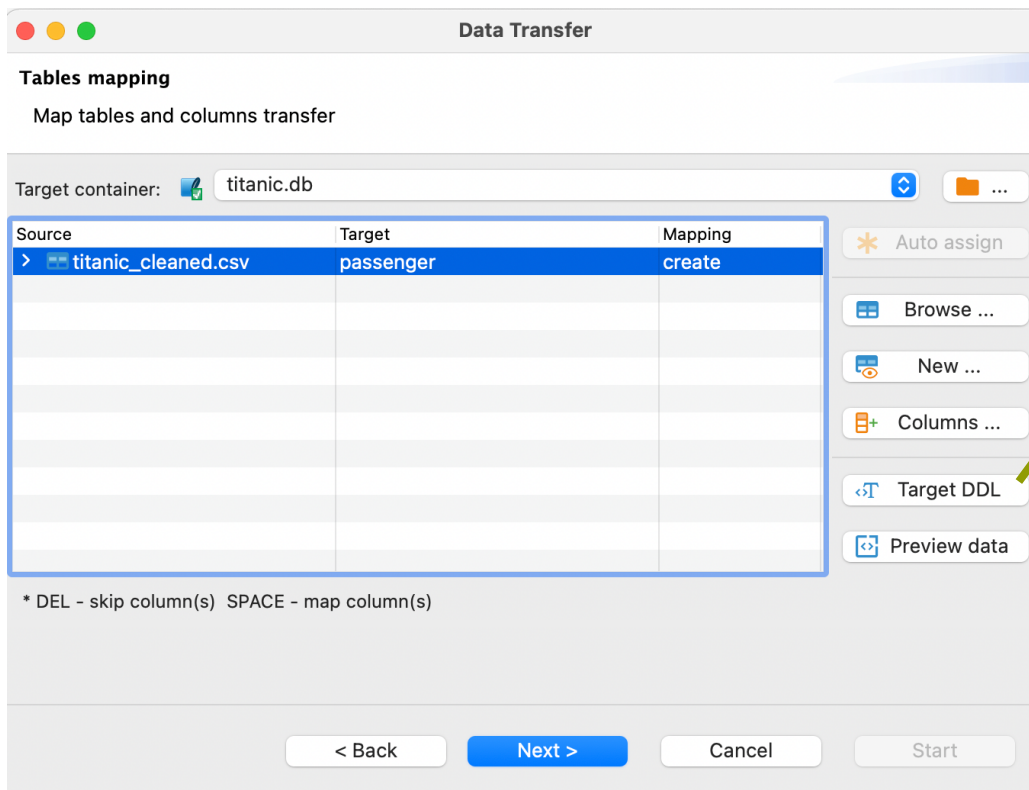 Data Transfer
Tables mapping
Map tables and columns transfer
Target container: titanic.db ...
Source Target Mapping
titanic_cleaned.csv passenger create
Auto assign
Browse ...
New ...
Columns ...
Target DDL
Preview data
* DEL - skip column(s) SPACE - map column(s)
< Back Next > Cancel Start